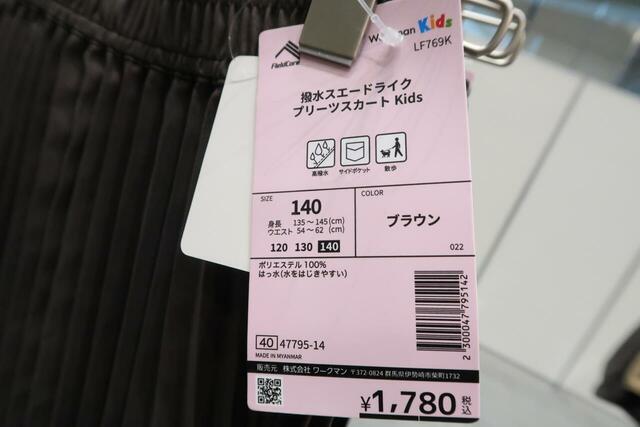 FieldCore
Workman Kids
LF769K
撥水スエードライク
プリーツスカート Kids
高撥水
サイドポケット
散歩
SIZE
140
身長 135～145(cm)
ウエスト 54～62 (cm)
120 130 140
COLOR
ブラウン
022
ポリエステル 100%
はっ水(水をはじきやすい)
2 300047 795142
40 47795-14
MADE IN MYANMAR
販売元 株式会社 ワークマン 〒372-0824 群馬県伊勢崎市柴町1732
¥1,780 税込